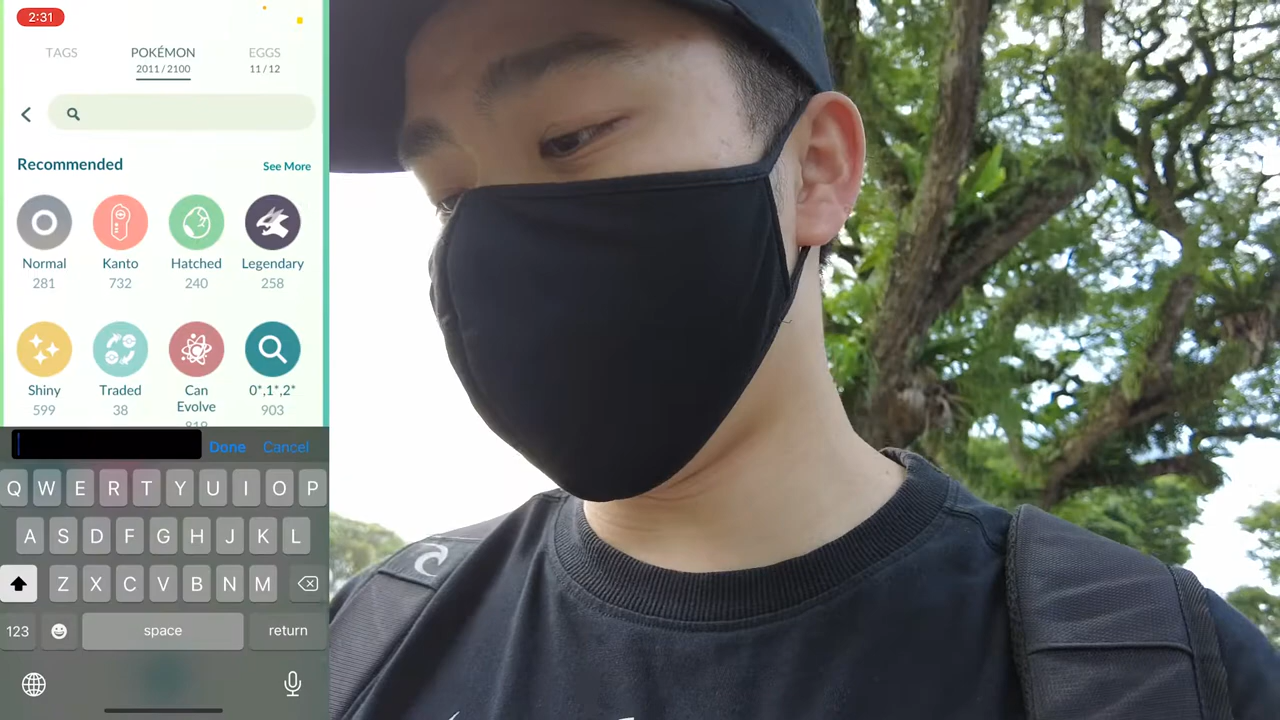 2:31
TAGS POKÉMON EGGS
2011 / 2100 11 / 12
Recommended See More
Normal Kanto Hatched Legendary
281 732 240 258
Shiny Traded Can Evolve 0*,1*,2*
599 38 903
Done Cancel
Q W E R T Y U I O P
A S D F G H J K L
Z X C V B N M
123 space return